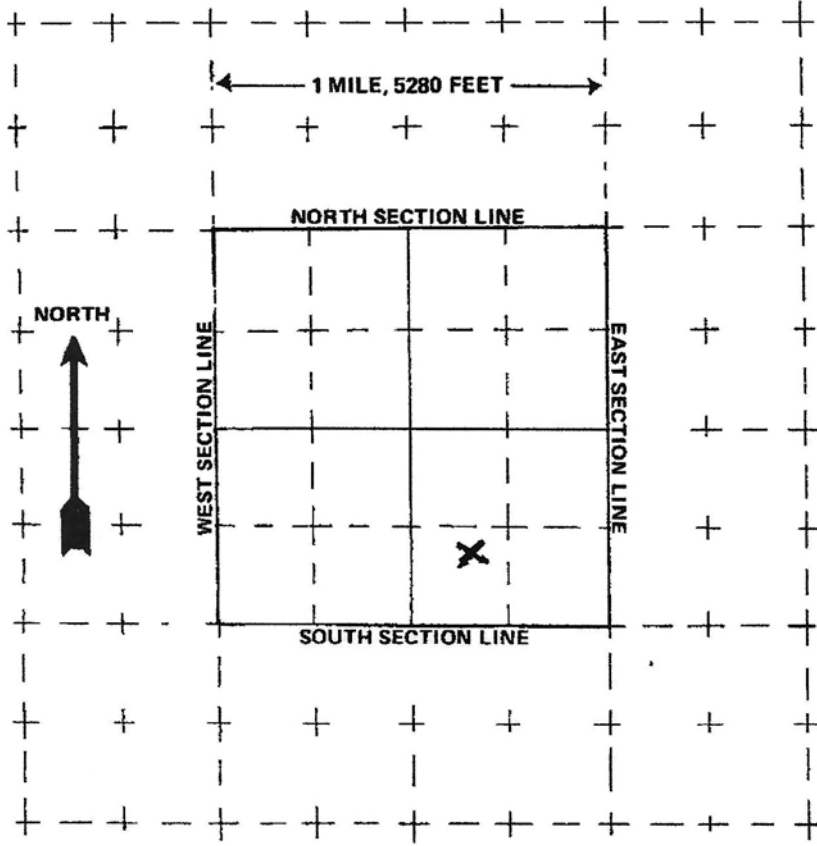 1 MILE, 5280 FEET
NORTH SECTION LINE
NORTH
WEST SECTION LINE
EAST SECTION LINE
SOUTH SECTION LINE